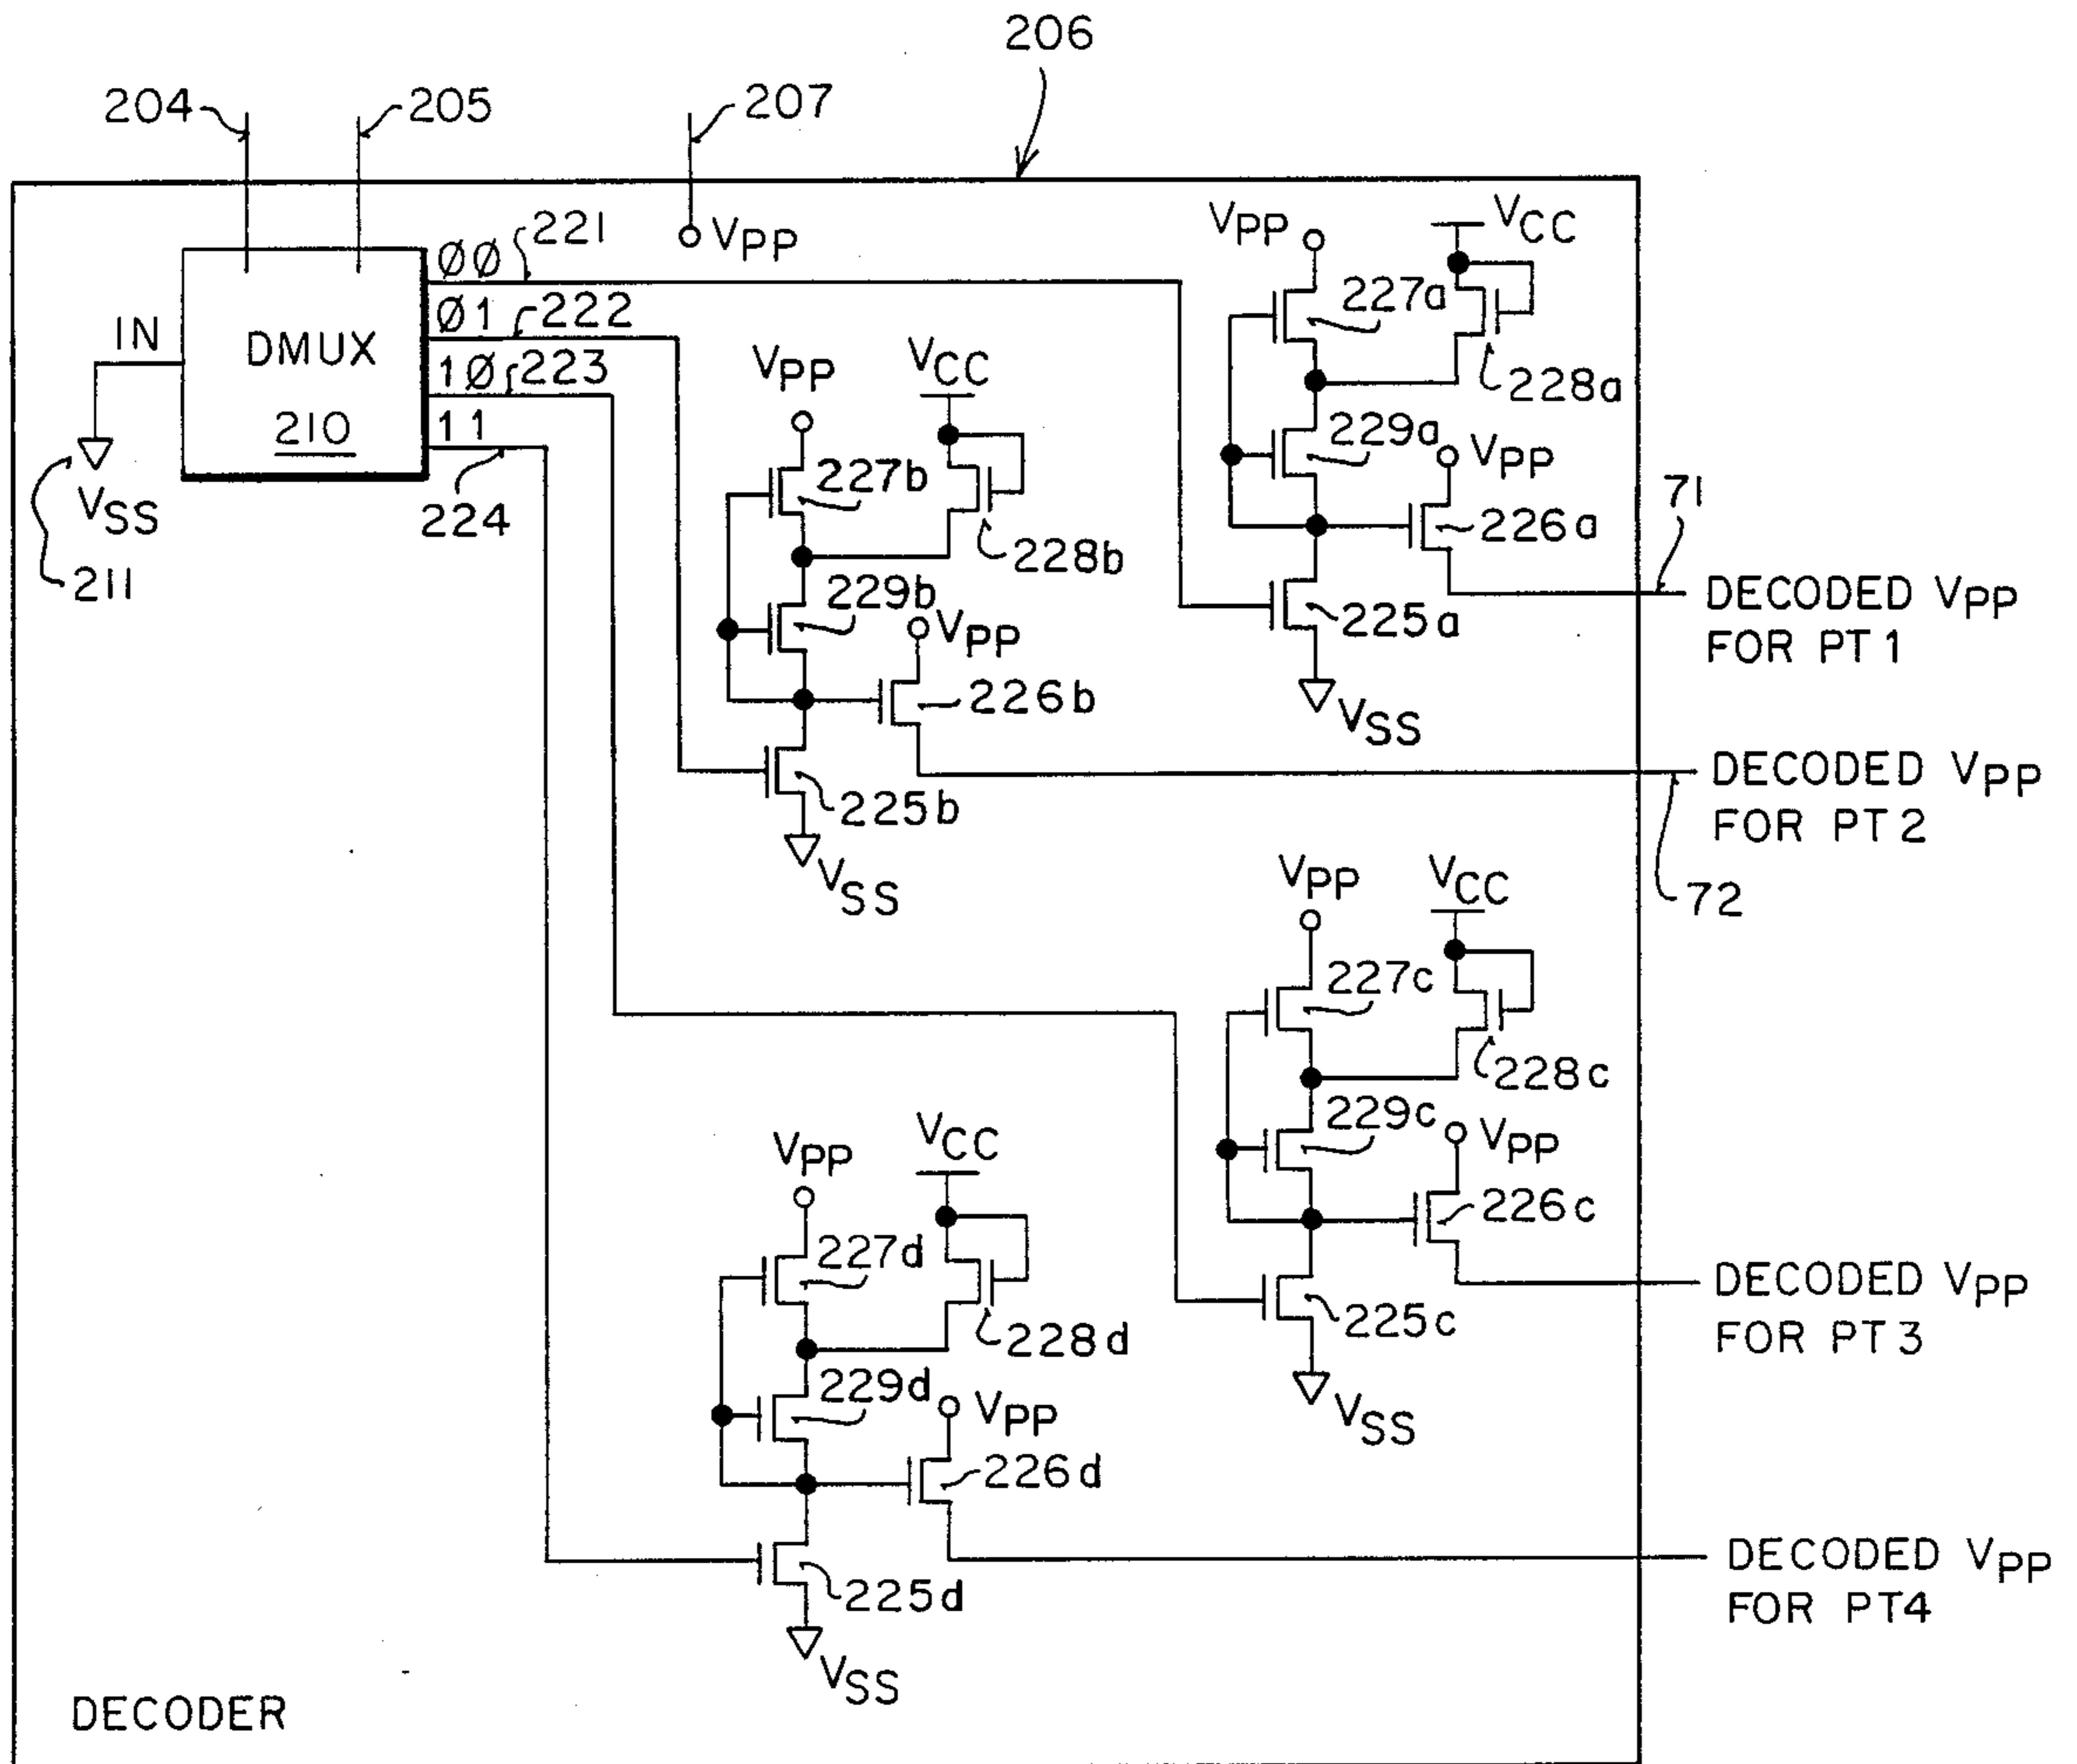 206
204
205
207
VPP
ØØ
221
Ø1
222
1Ø
223
11
224
IN
DMUX
210
VSS
211
VPP
VCC
227a
228a
229a
VPP
226a
225a
VSS
71
DECODED VPP
FOR PT1
VPP
VCC
227b
228b
229b
VPP
226b
225b
VSS
DECODED VPP
FOR PT2
72
VPP
VCC
227c
228c
229c
VPP
226c
225c
VSS
DECODED VPP
FOR PT3
VPP
VCC
227d
228d
229d
VPP
226d
225d
VSS
DECODED VPP
FOR PT4
DECODER